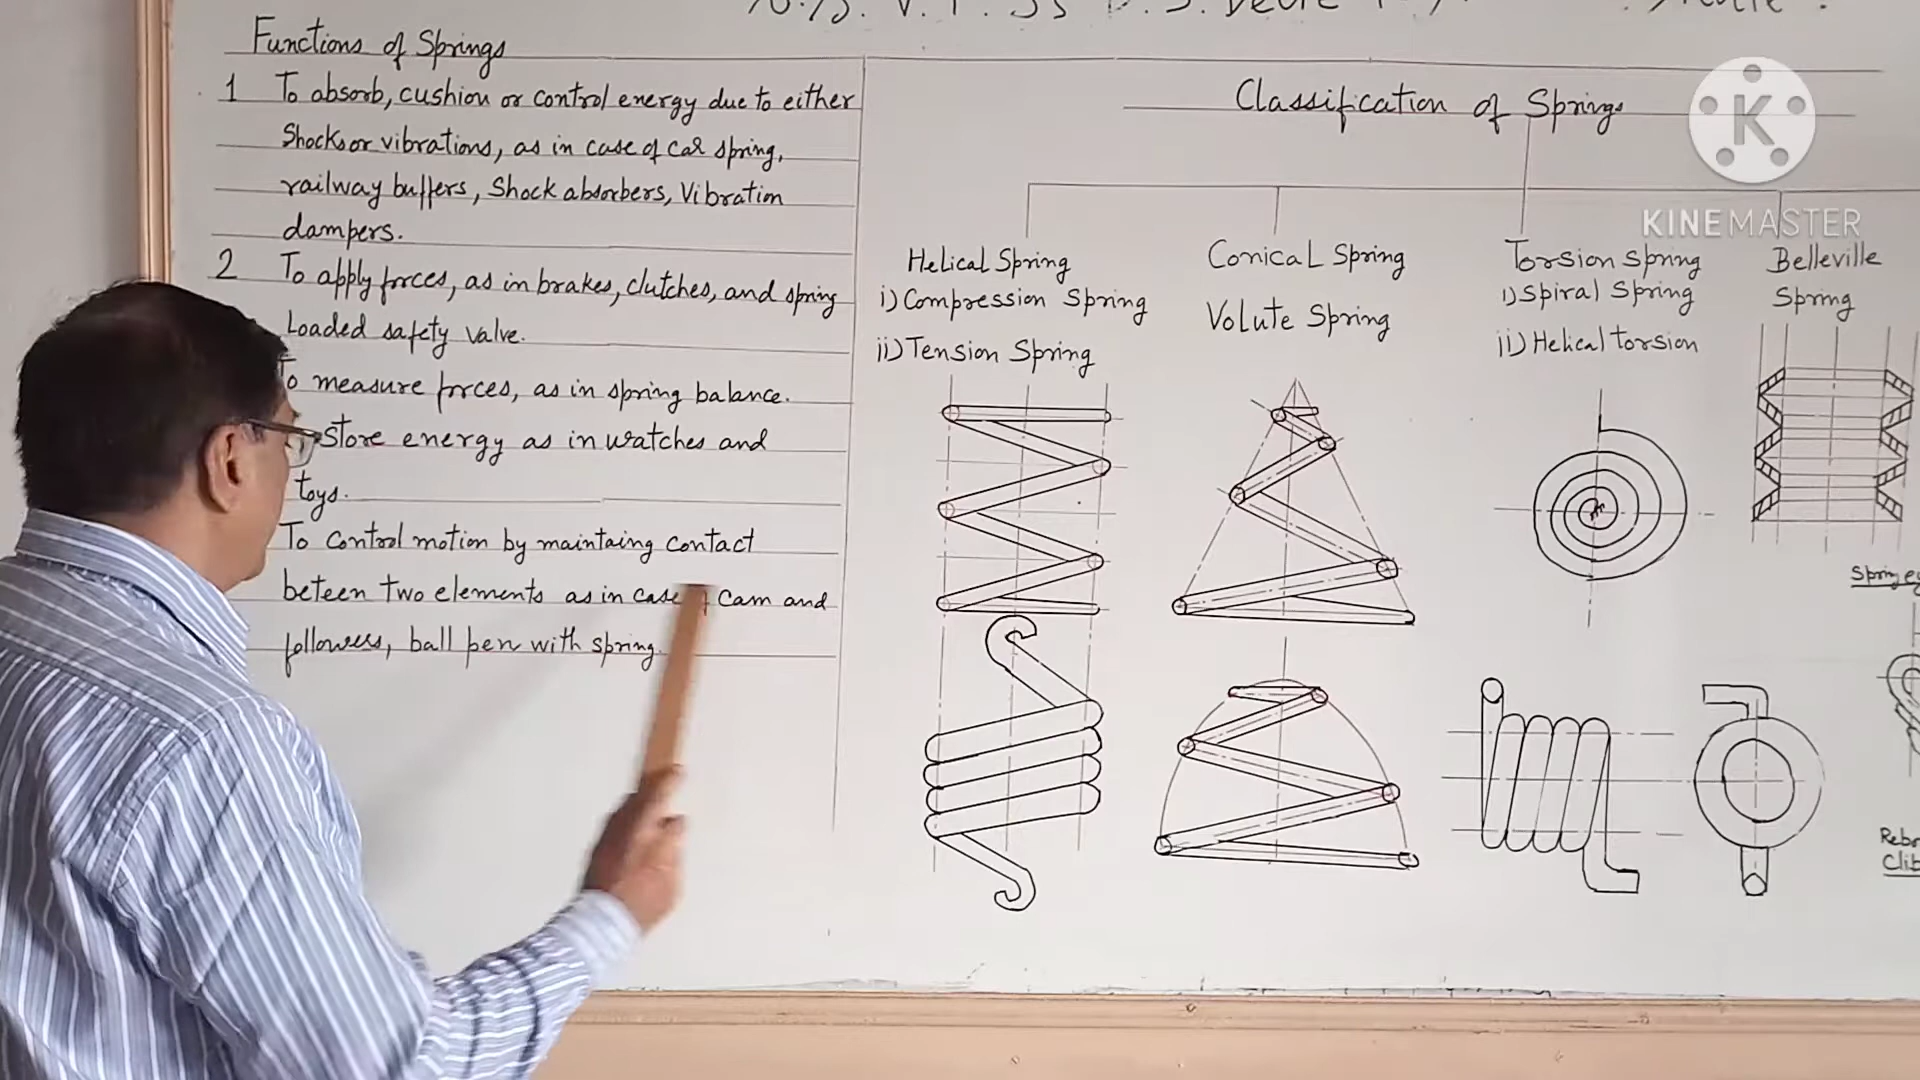 Functions of Springs
1 To absorb, cushion or control energy due to either
Shocks or vibrations, as in case of car spring,
railway buffers, Shock absorbers, Vibration
dampers.
2 To apply forces, as in brakes, clutches, and spring
Loaded safety valve.
To measure forces, as in spring balance.
store energy as in watches and
toys.
To control motion by maintaing contact
beteen two elements as in case of cam and
followers, ball pen with spring.
Classification of Springs
K
KINEMASTER
Helical Spring
i) Compression Spring
ii) Tension Spring
Conical Spring
Volute Spring
Torsion Spring
i) Spiral Spring
ii) Helical torsion
Belleville
Spring
Spring